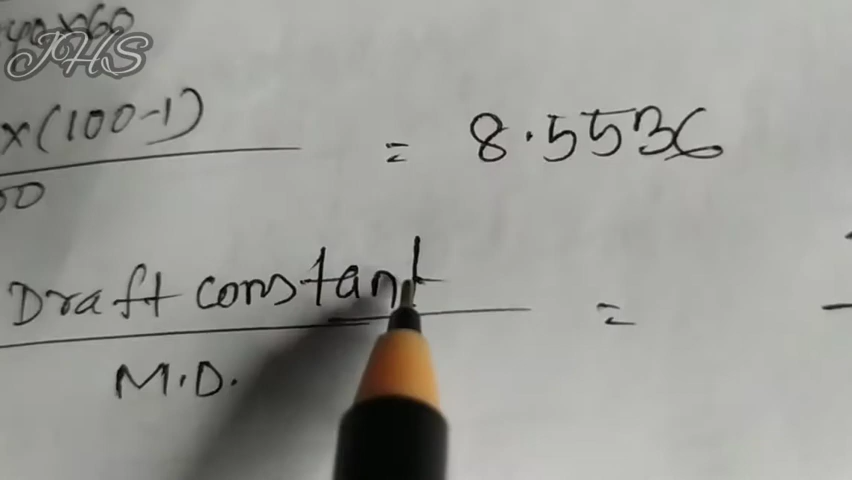 JHS
x(100-1) = 8.5536
Draft constant =
M.D.